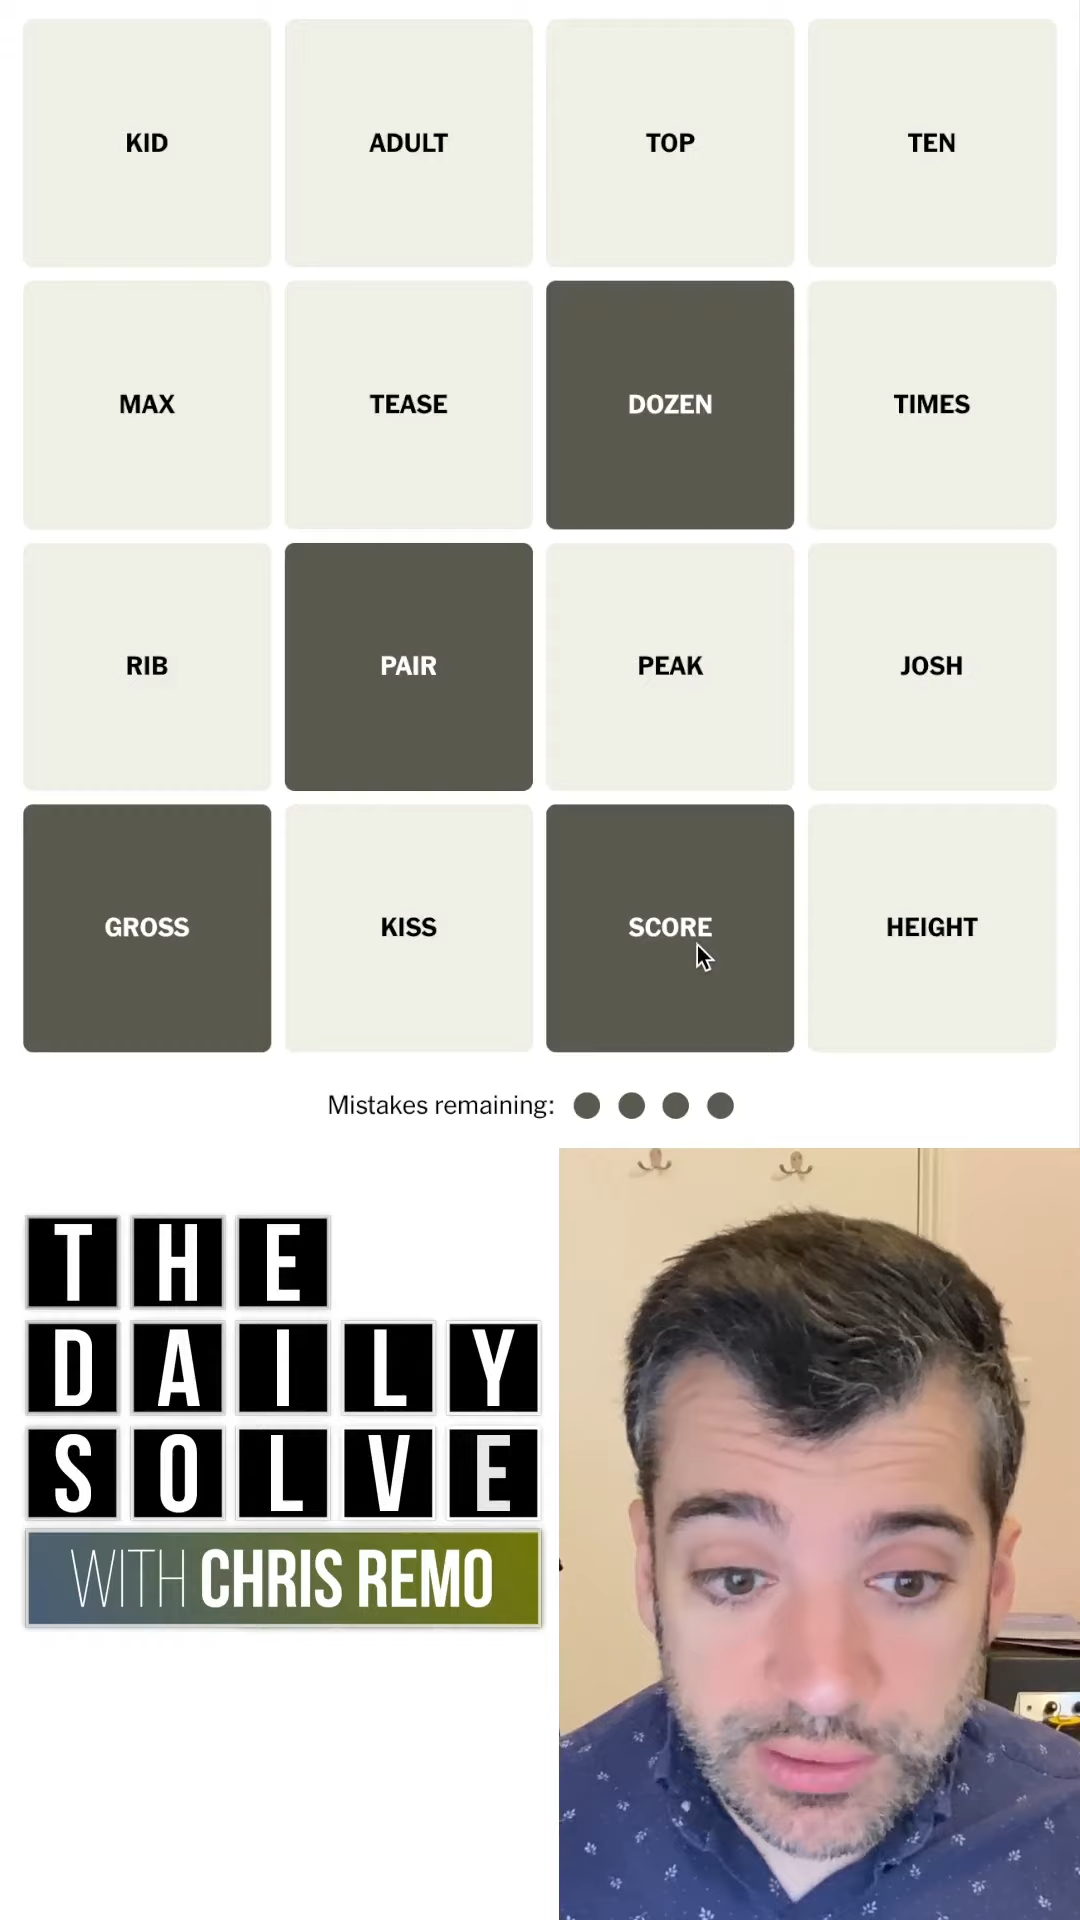 KID ADULT TOP TEN
MAX TEASE DOZEN TIMES
RIB PAIR PEAK JOSH
GROSS KISS SCORE HEIGHT
Mistakes remaining:
THE
DAILY
SOLVE
WITH CHRIS REMO